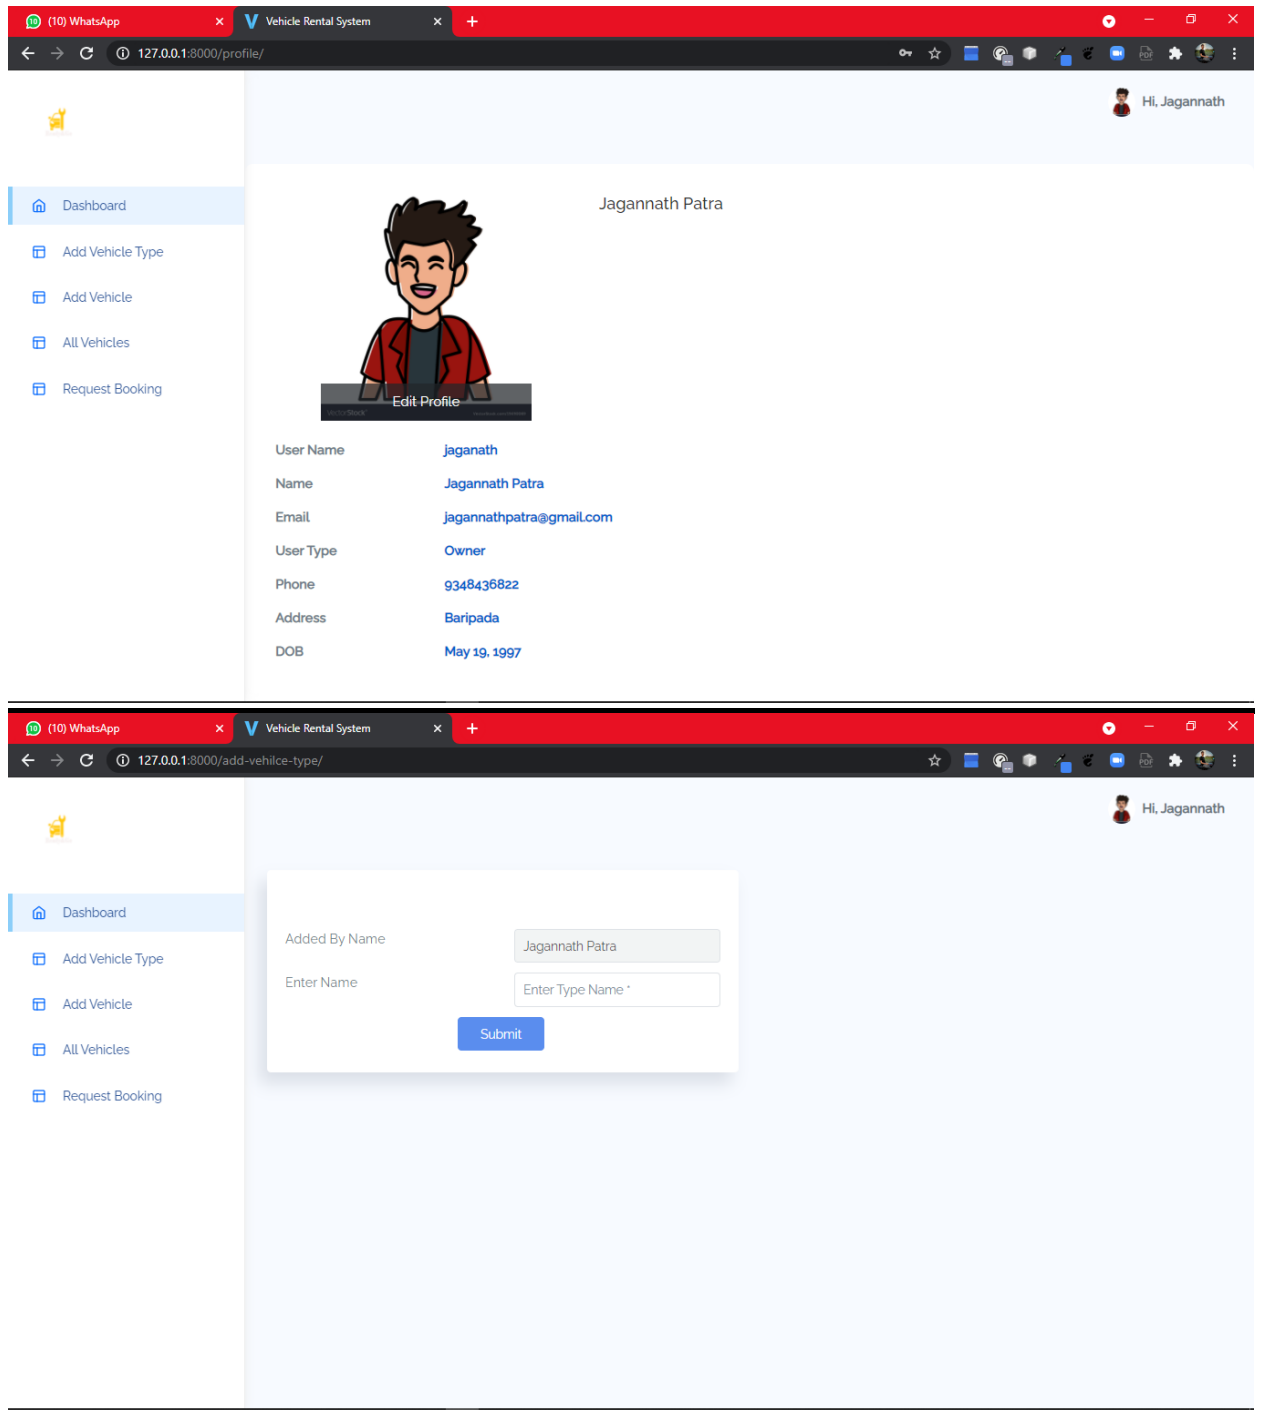 (10) WhatsApp
Vehicle Rental System
127.0.0.1:8000/profile/
Hi, Jagannath
Dashboard
Add Vehicle Type
Add Vehicle
All Vehicles
Request Booking
Jagannath Patra
Edit Profile
VectorStock
User Name jaganath
Name Jagannath Patra
Email jagannathpatra@gmail.com
User Type Owner
Phone 9348436822
Address Baripada
DOB May 19, 1997
(10) WhatsApp
Vehicle Rental System
127.0.0.1:8000/add-vehilce-type/
Hi, Jagannath
Dashboard
Add Vehicle Type
Add Vehicle
All Vehicles
Request Booking
Added By Name Jagannath Patra
Enter Name Enter Type Name *
Submit